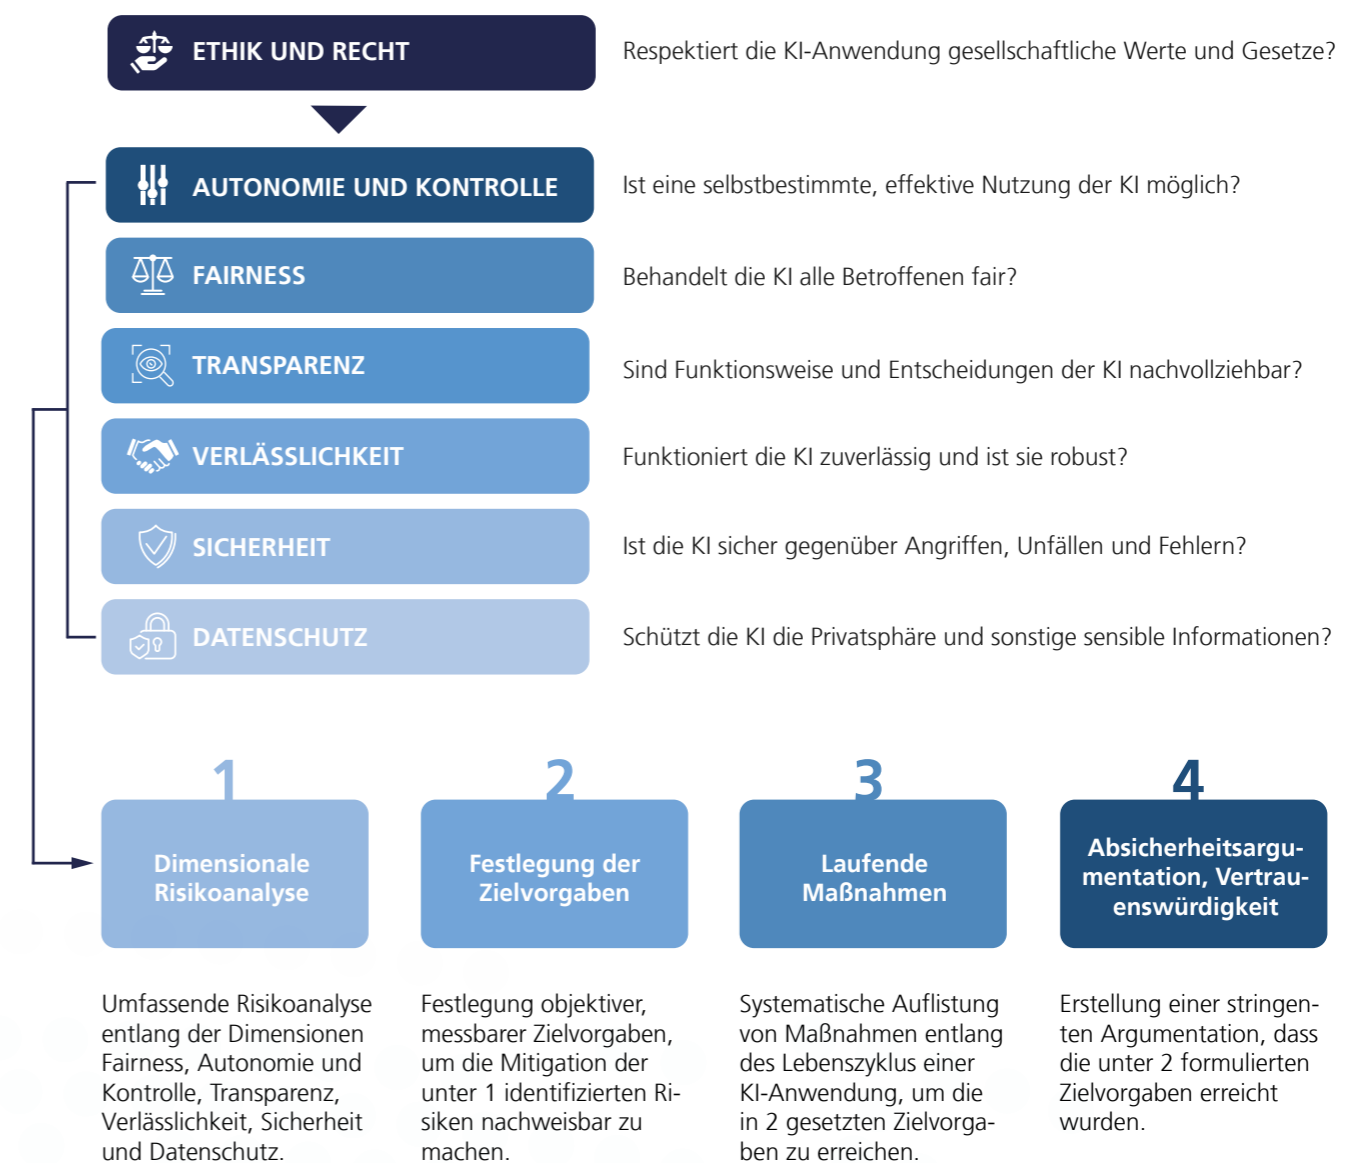 ETHIK UND RECHT
Respektiert die KI-Anwendung gesellschaftliche Werte und Gesetze?
AUTONOMIE UND KONTROLLE
Ist eine selbstbestimmte, effektive Nutzung der KI möglich?
FAIRNESS
Behandelt die KI alle Betroffenen fair?
TRANSPARENZ
Sind Funktionsweise und Entscheidungen der KI nachvollziehbar?
VERLÄSSLICHKEIT
Funktioniert die KI zuverlässig und ist sie robust?
SICHERHEIT
Ist die KI sicher gegenüber Angriffen, Unfällen und Fehlern?
DATENSCHUTZ
Schützt die KI die Privatsphäre und sonstige sensible Informationen?
1
Dimensionale
Risikoanalyse
Umfassende Risikoanalyse
entlang der Dimensionen
Fairness, Autonomie und
Kontrolle, Transparenz,
Verlässlichkeit, Sicherheit
und Datenschutz.
2
Festlegung der
Zielvorgaben
Festlegung objektiver,
messbarer Zielvorgaben,
um die Mitigation der
unter 1 identifizierten Ri-
siken nachweisbar zu
machen.
3
Laufende
Maßnahmen
Systematische Auflistung
von Maßnahmen entlang
des Lebenszyklus einer
KI-Anwendung, um die
in 2 gesetzten Zielvorga-
ben zu erreichen.
4
Absicherheitsargu-
mentation, Vertrau-
enswürdigkeit
Erstellung einer stringen-
ten Argumentation, dass
die unter 2 formulierten
Zielvorgaben erreicht
wurden.